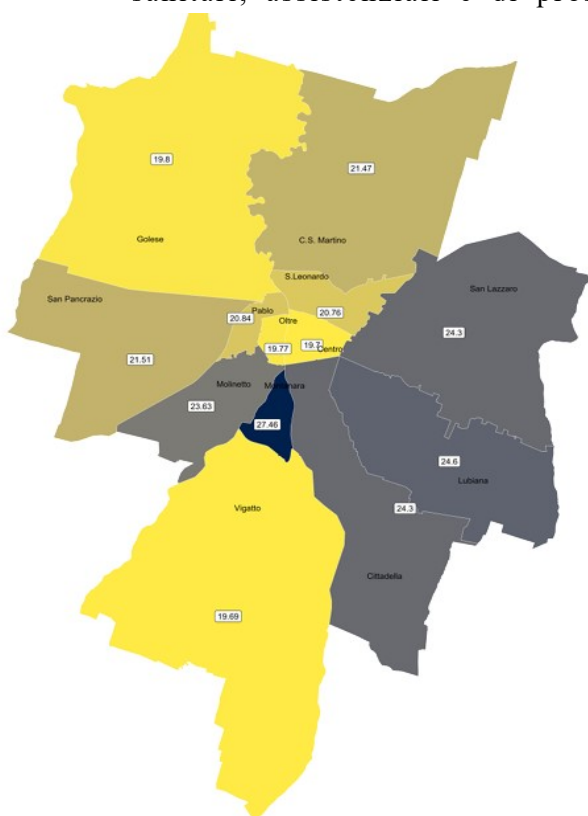 sanitari, assistenziali e di pro
19.8
21.47
Golese
C.S. Martino
S.Leonardo
San Lazzaro
San Pancrazio
Pablo
20.76
20.84
Oltre
24.3
19.77
19.7
Centro
21.51
Molinetto
Montanara
23.63
27.46
24.6
Lubiana
Vigatto
24.3
Cittadella
19.69